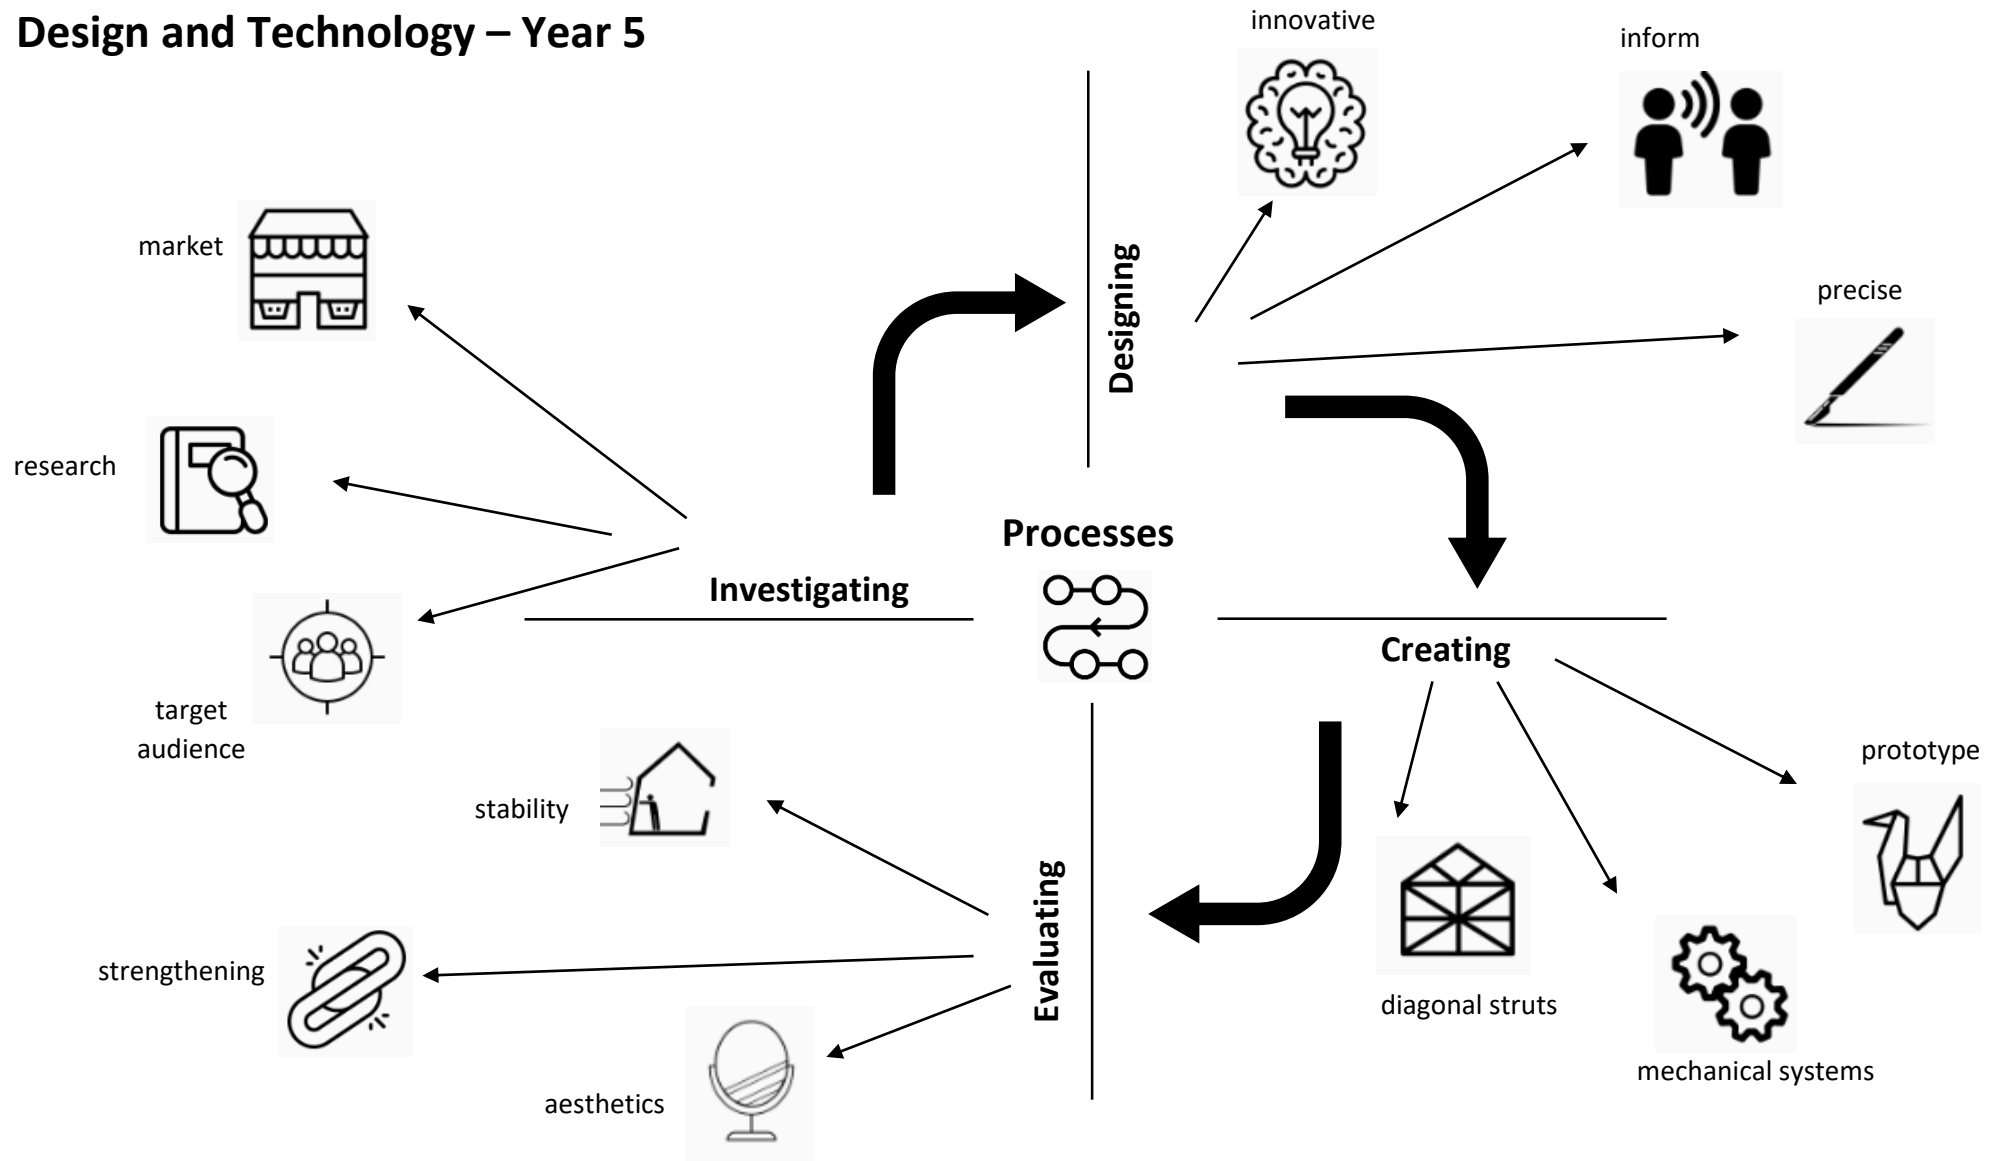 Design and Technology – Year 5
innovative
inform
precise
market
research
target
audience
Investigating
Designing
Processes
Creating
Evaluating
stability
strengthening
aesthetics
diagonal struts
mechanical systems
prototype